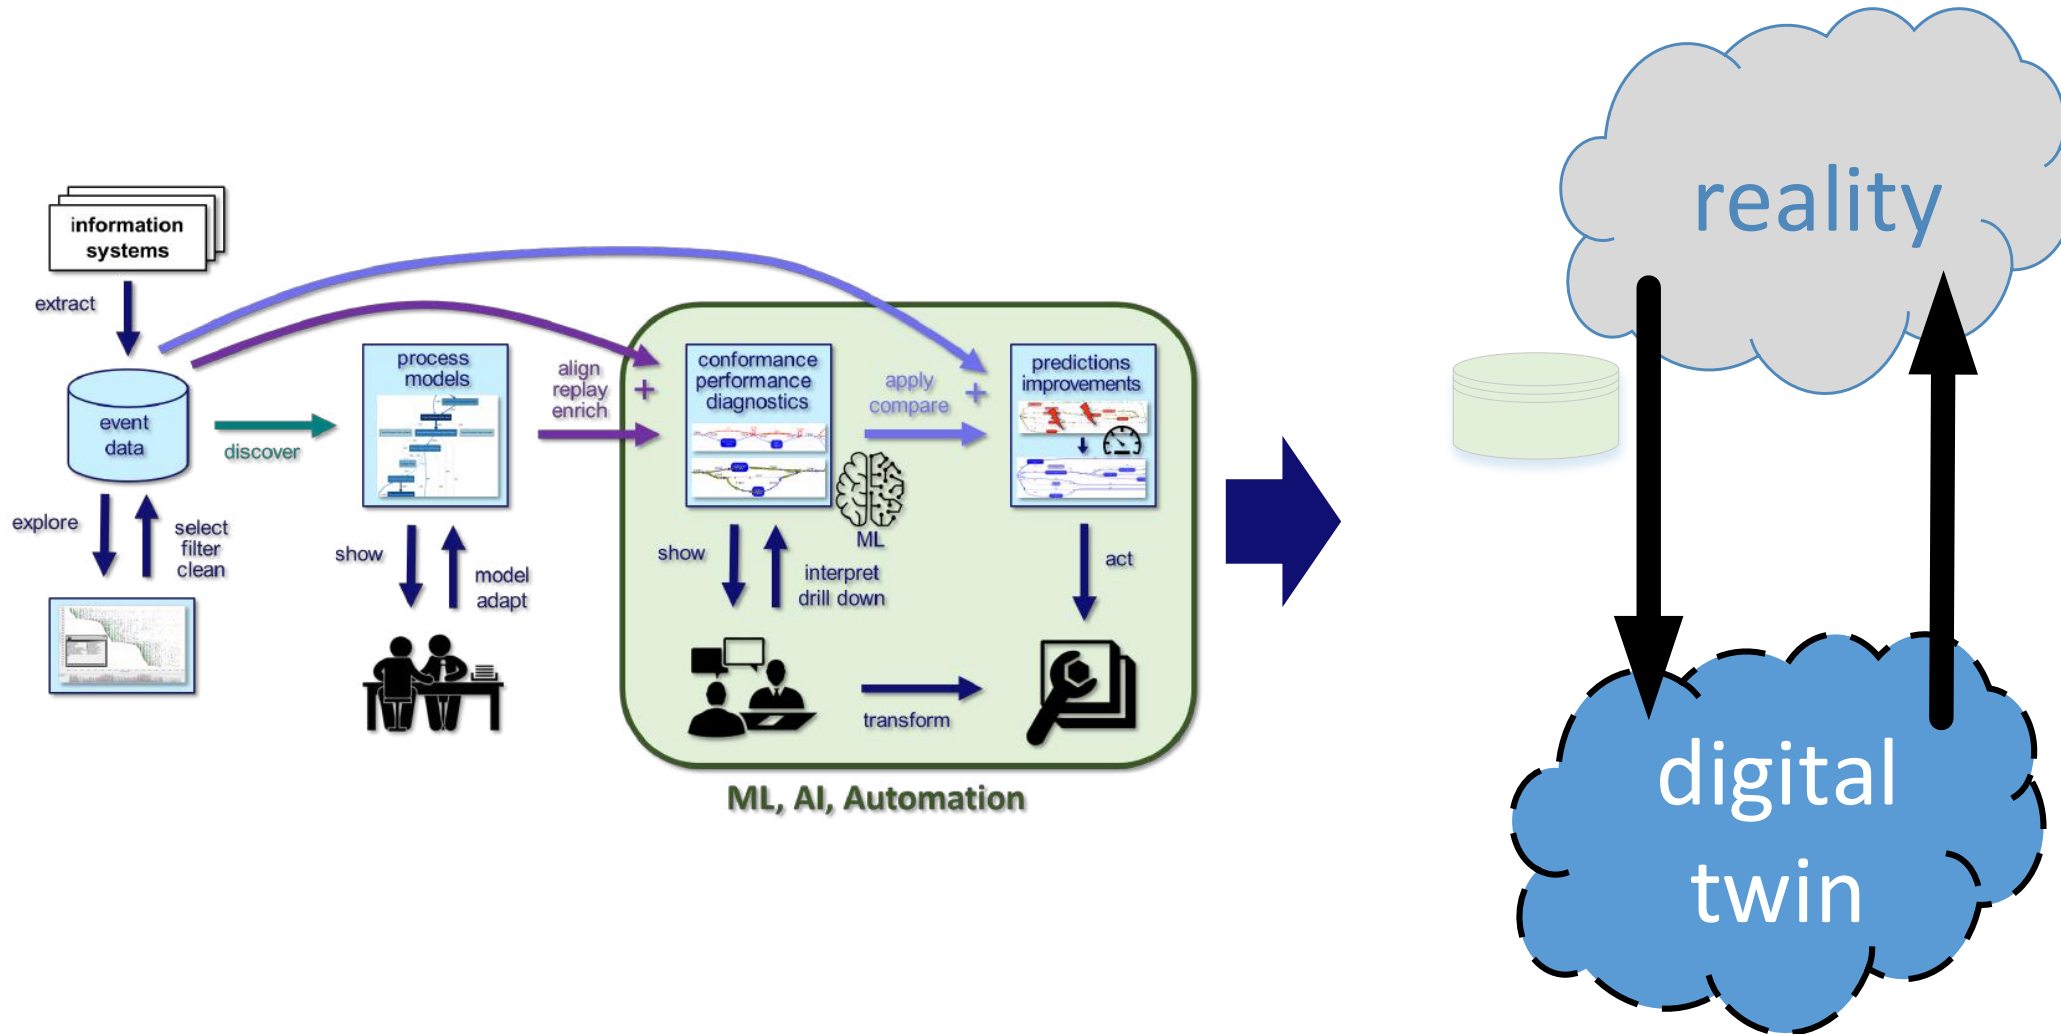 information
systems
extract
event
data
explore
select
filter
clean
discover
process
models
show
model
adapt
align
replay
enrich
+
conformance
performance
diagnostics
ML
show
interpret
drill down
apply
compare
+
predictions
improvements
act
transform
ML, AI, Automation
reality
digital
twin